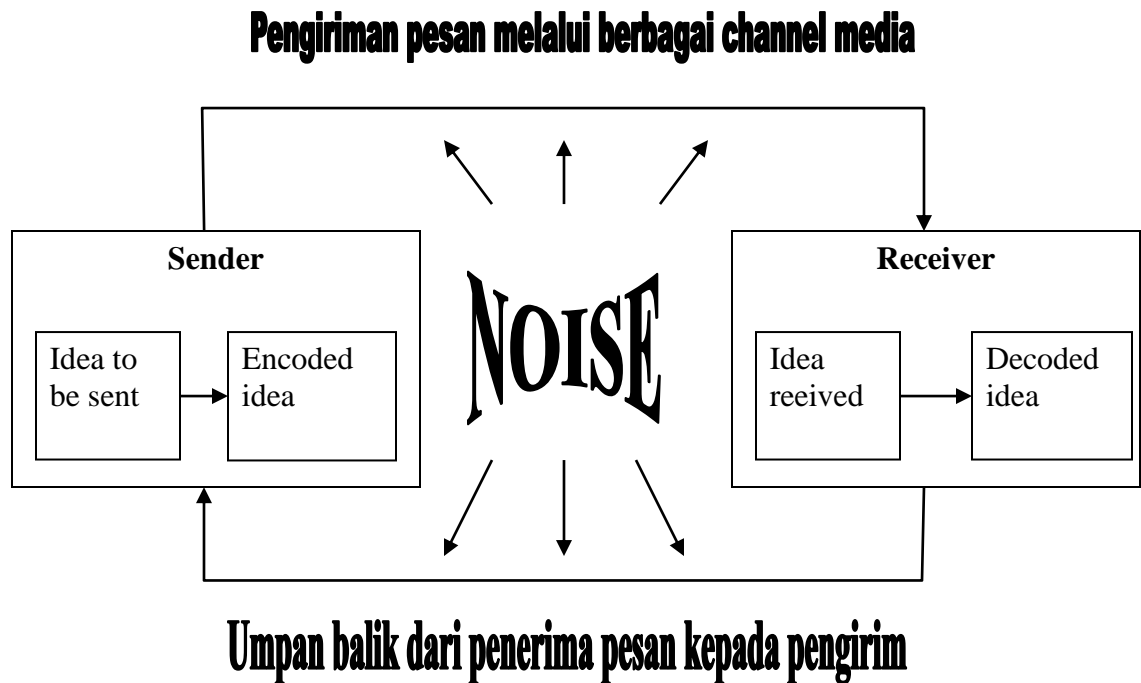 Pengiriman pesan melalui berbagai channel media
Sender
Idea to
be sent
Encoded
idea
NOISE
Receiver
Idea
reeived
Decoded
idea
Umpan balik dari penerima pesan kepada pengirim